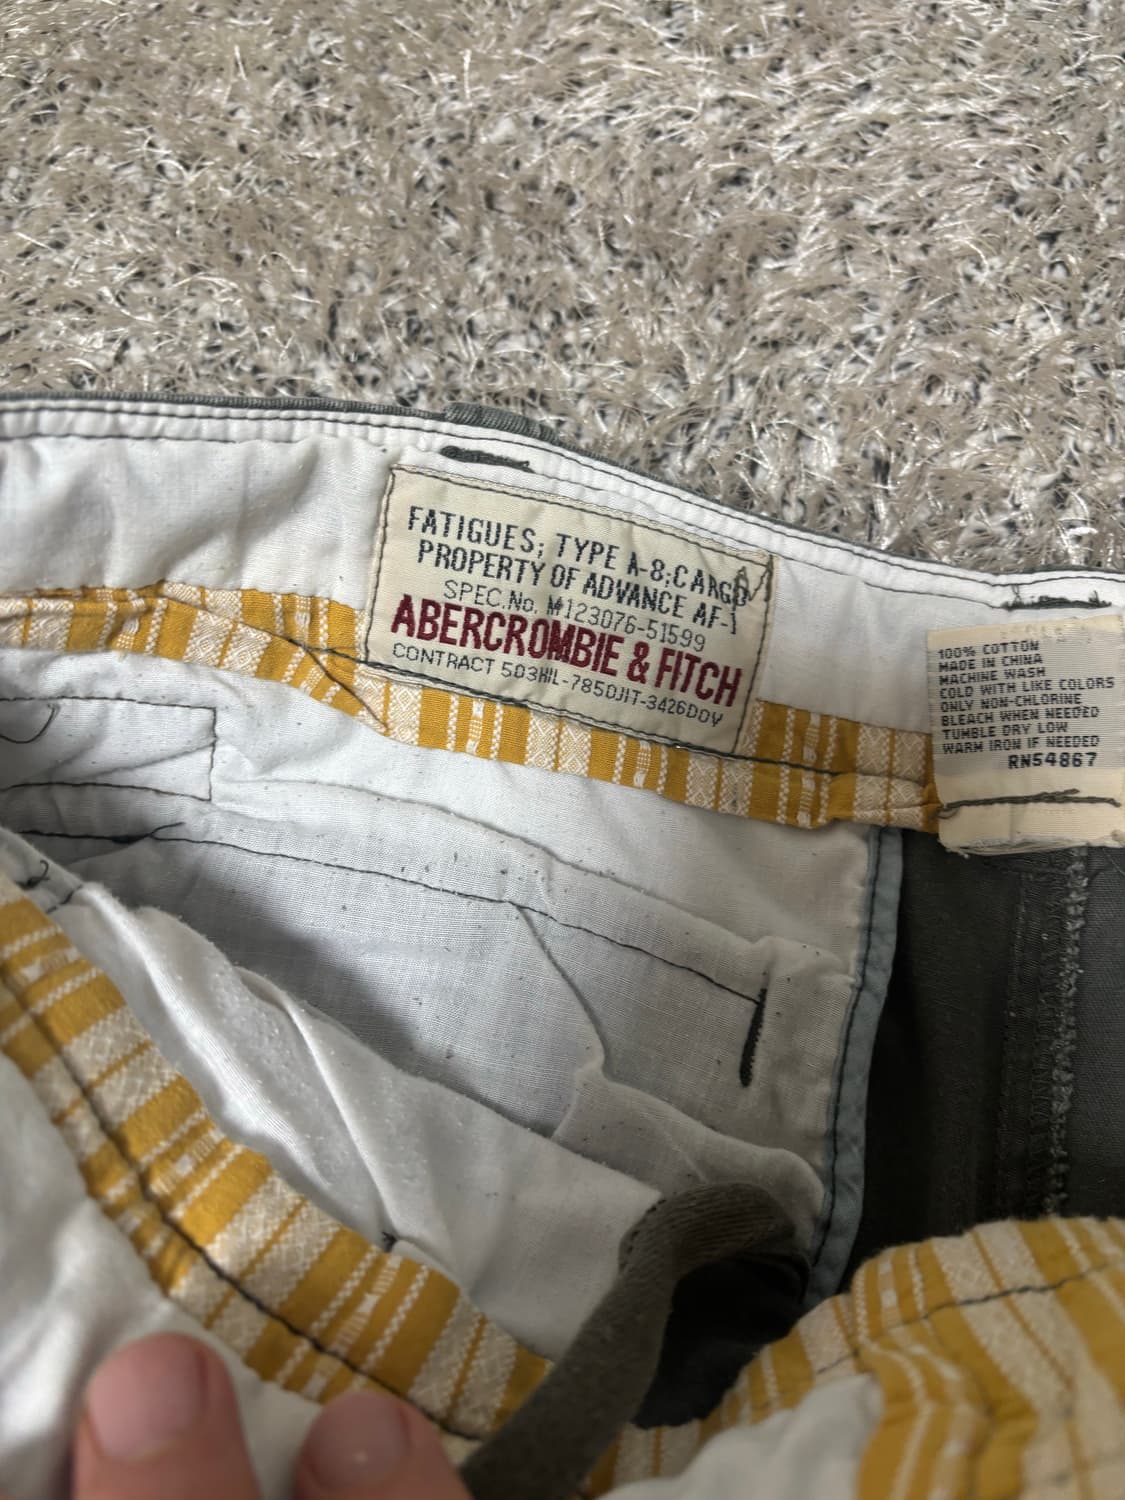 FATIGUES; TYPE A-8;CARGO
PROPERTY OF ADVANCE AF-1
SPEC.No. M123076-51599
ABERCROMBIE & FITCH
CONTRACT 503HIL-785DJIT-3426DDV
100% COTTON
MADE IN CHINA
MACHINE WASH
COLD WITH LIKE COLORS
ONLY NON-CHLORINE
BLEACH WHEN NEEDED
TUMBLE DRY LOW
WARM IRON IF NEEDED
RN54867